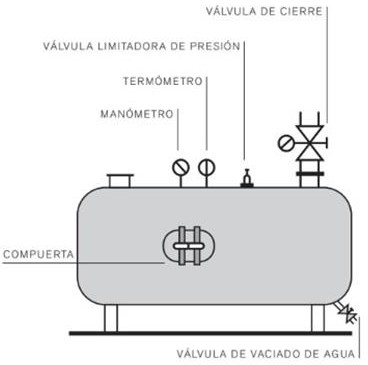 VÁLVULA DE CIERRE
VÁLVULA LIMITADORA DE PRESIÓN
TERMÓMETRO
MANÓMETRO
COMPUERTA
VÁLVULA DE VACIADO DE AGUA